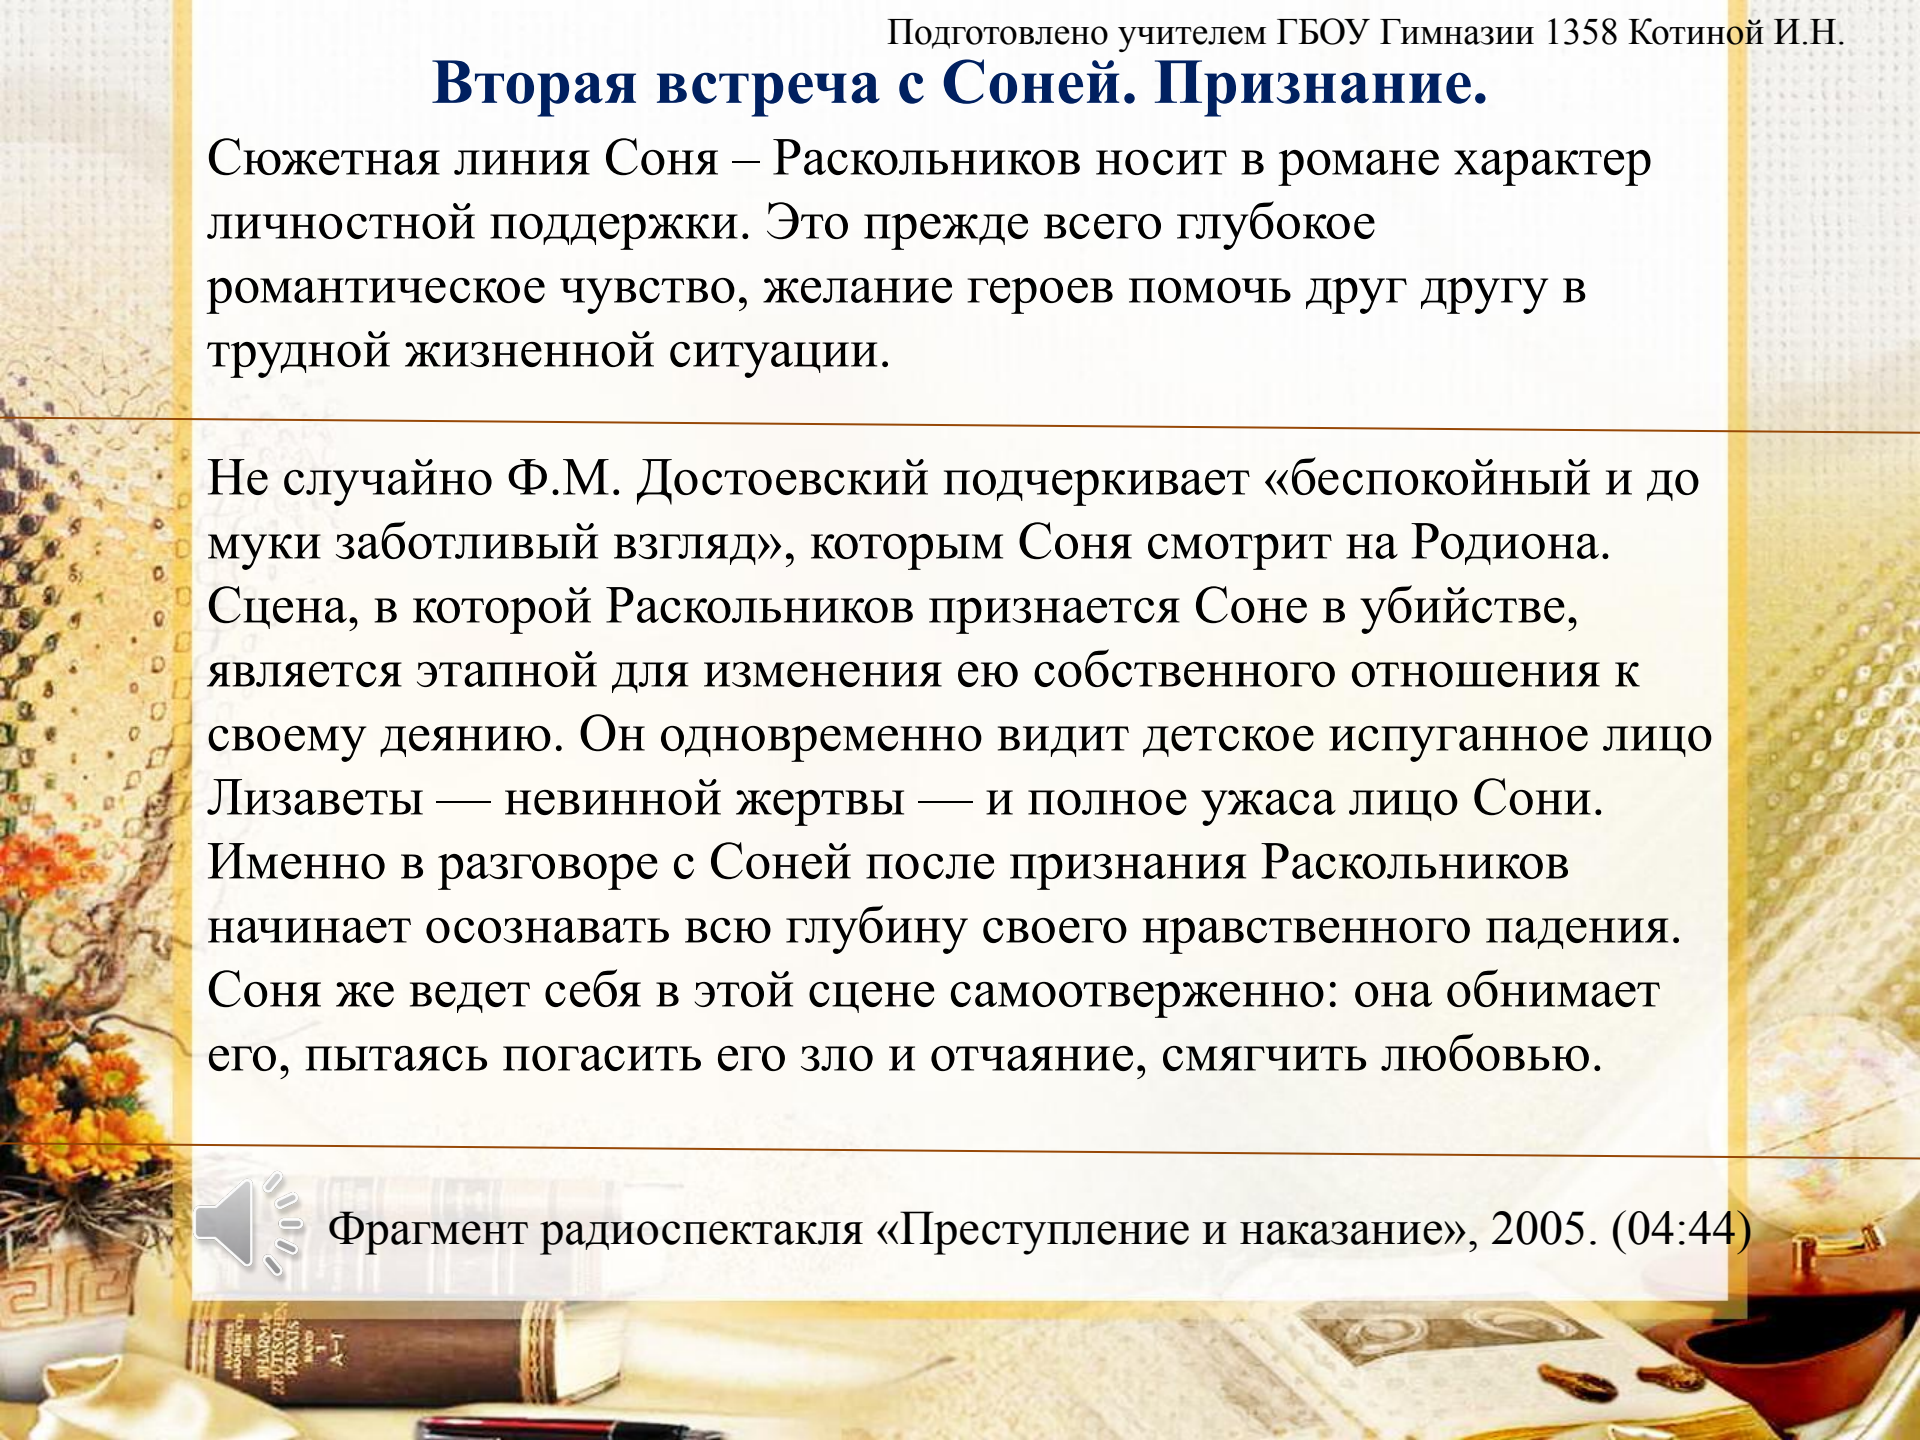 Подготовлено учителем ГБОУ Гимназии 1358 Котиной И.Н.
Вторая встреча с Соней. Признание.
Сюжетная линия Соня – Раскольников носит в романе характер
личностной поддержки. Это прежде всего глубокое
романтическое чувство, желание героев помочь друг другу в
трудной жизненной ситуации.
Не случайно Ф.М. Достоевский подчеркивает «беспокойный и до
муки заботливый взгляд», которым Соня смотрит на Родиона.
Сцена, в которой Раскольников признается Соне в убийстве,
является этапной для изменения ею собственного отношения к
своему деянию. Он одновременно видит детское испуганное лицо
Лизаветы — невинной жертвы — и полное ужаса лицо Сони.
Именно в разговоре с Соней после признания Раскольников
начинает осознавать всю глубину своего нравственного падения.
Соня же ведет себя в этой сцене самоотверженно: она обнимает
его, пытаясь погасить его зло и отчаяние, смягчить любовью.
Фрагмент радиоспектакля «Преступление и наказание», 2005. (04:44)
PRAXIS
A–I